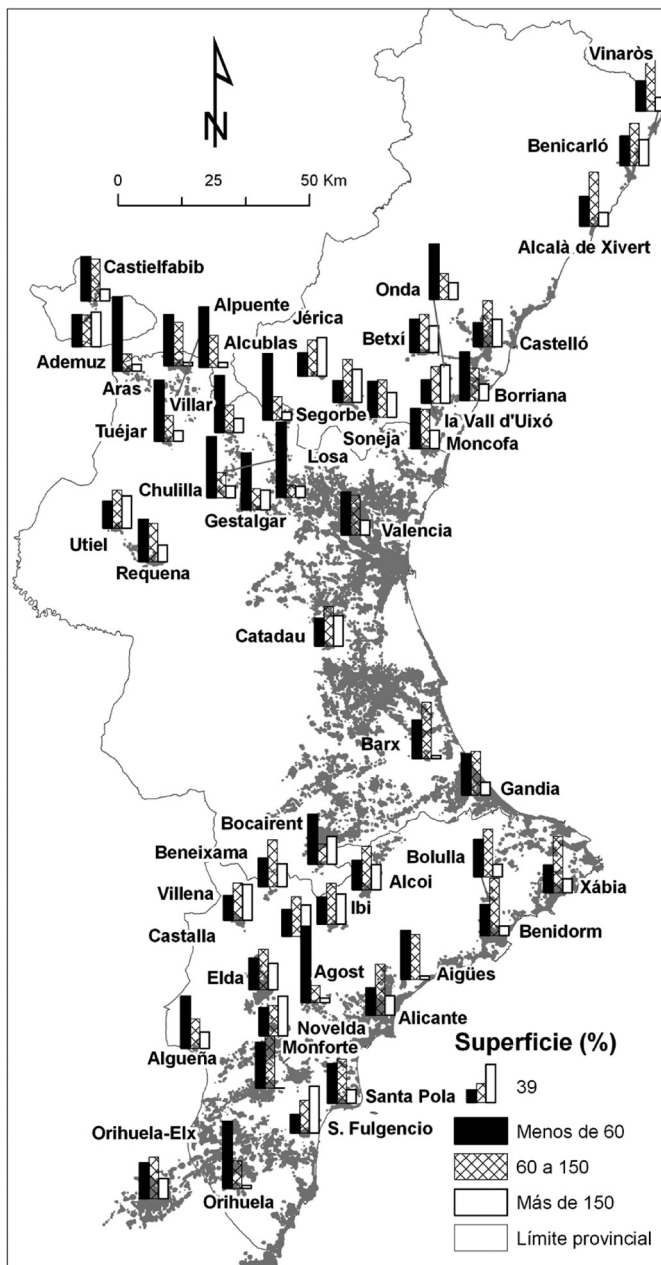 Vinaròs
N
Benicarló
0 25 50 Km
Alcalà de Xivert
Castielfabib
Onda
Alpuente
Jérica
Betxí
Castelló
Ademuz
Alcublas
Aras
Borriana
Villar
Segorbe
la Vall d'Uixó
Tuéjar
Soneja
Moncofa
Losa
Chulilla
Gestalgar
Valencia
Utiel
Requena
Catadau
Barx
Gandia
Bocairent
Beneixama
Bolulla
Alcoi
Xábia
Villena
Ibi
Castalla
Benidorm
Elda
Agost
Aigües
Alicante
Novelda
Monforte
Superficie (%)
Algueña
39
Santa Pola
S. Fulgencio
Menos de 60
Orihuela-Elx
60 a 150
Orihuela
Más de 150
Límite provincial